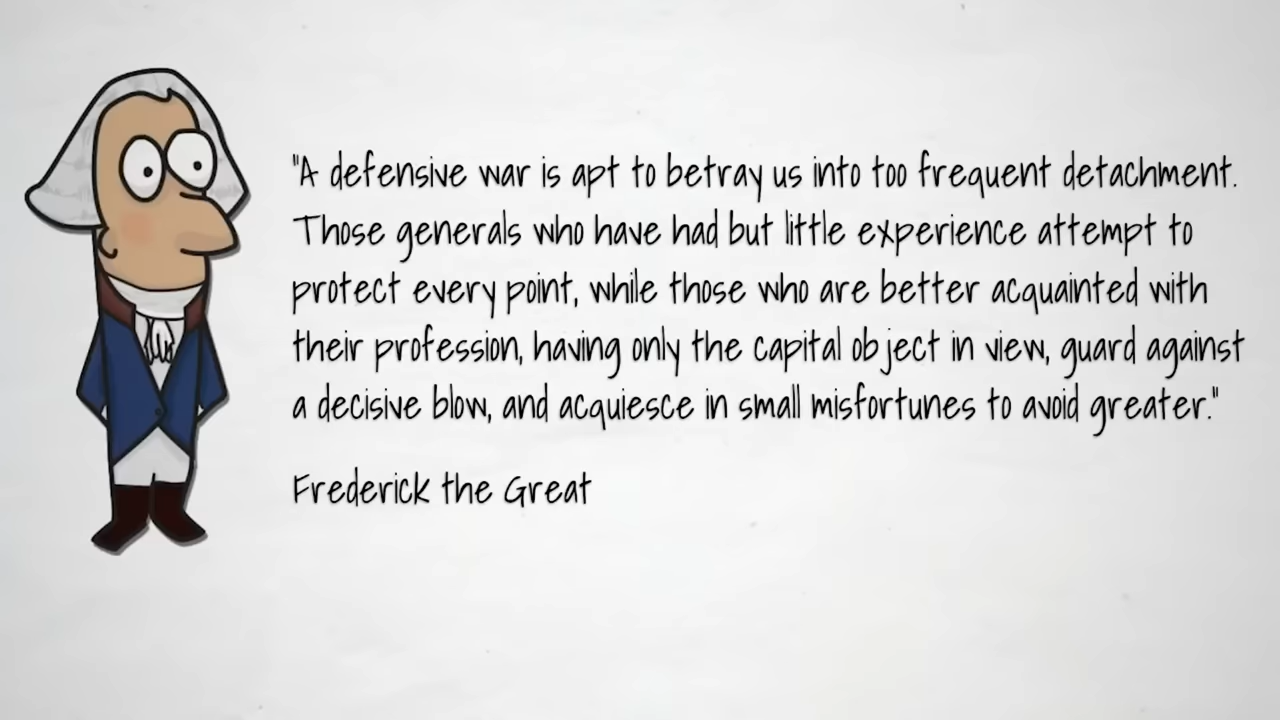 "A defensive war is apt to betray us into too frequent detachment.
Those generals who have had but little experience attempt to
protect every point, while those who are better acquainted with
their profession, having only the capital object in view, guard against
a decisive blow, and acquiesce in small misfortunes to avoid greater."
Frederick the Great